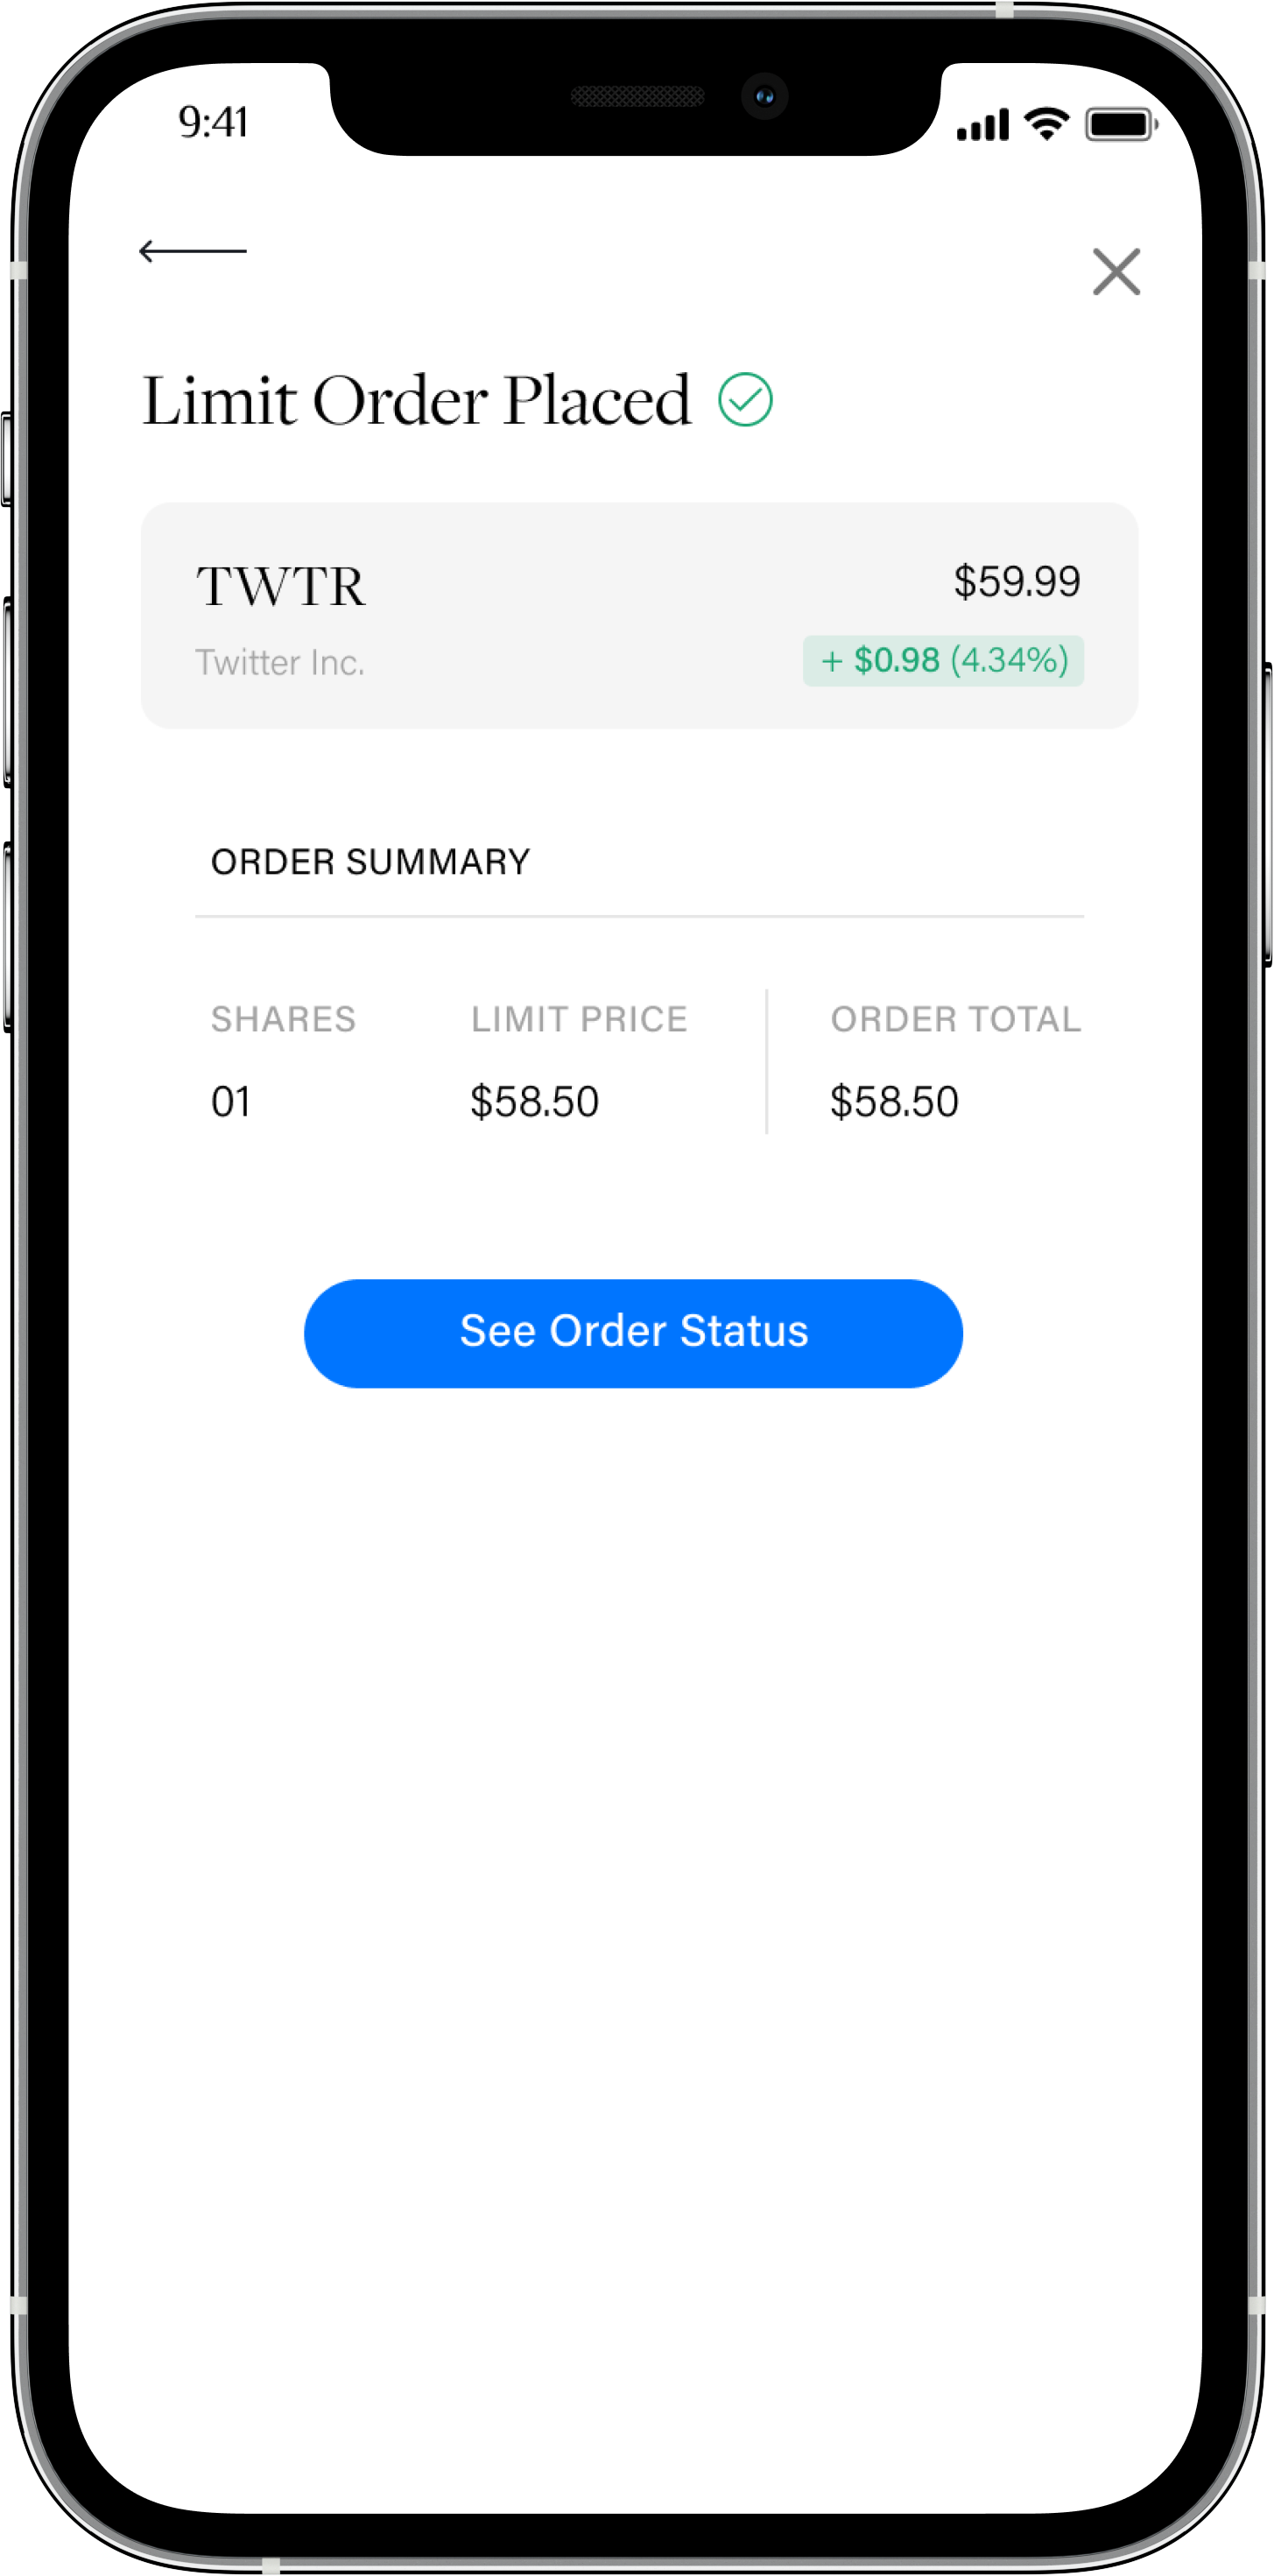 9:41
Limit Order Placed
TWTR $59.99
Twitter Inc. + $0.98 (4.34%)
ORDER SUMMARY
SHARES LIMIT PRICE ORDER TOTAL
01 $58.50 $58.50
See Order Status